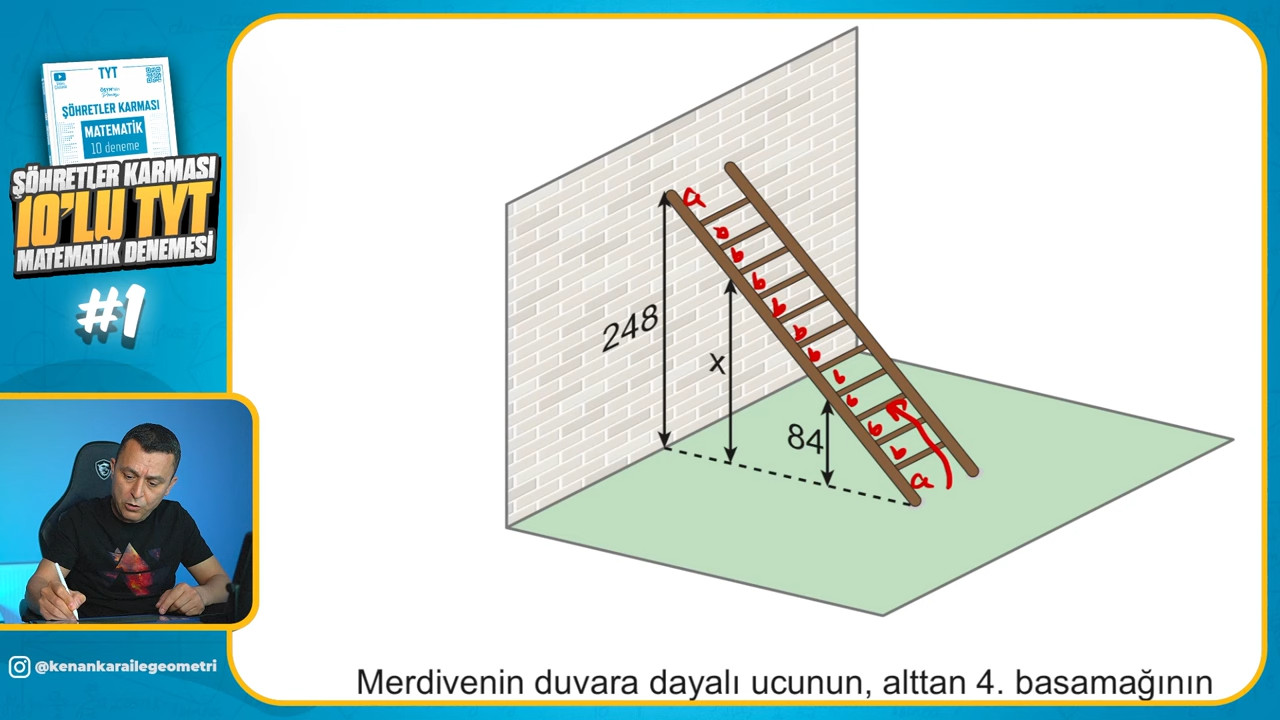 TYT
ŞÖHRETLER KARMASI
MATEMATİK
10 deneme
ŞÖHRETLER KARMASI
10'LU TYT
MATEMATİK DENEMESİ
#1
@kenankarailegeometri
248
x
84
a
b
b
b
b
b
b
b
b
b
b
a
Merdivenin duvara dayalı ucunun, alttan 4. basamağının